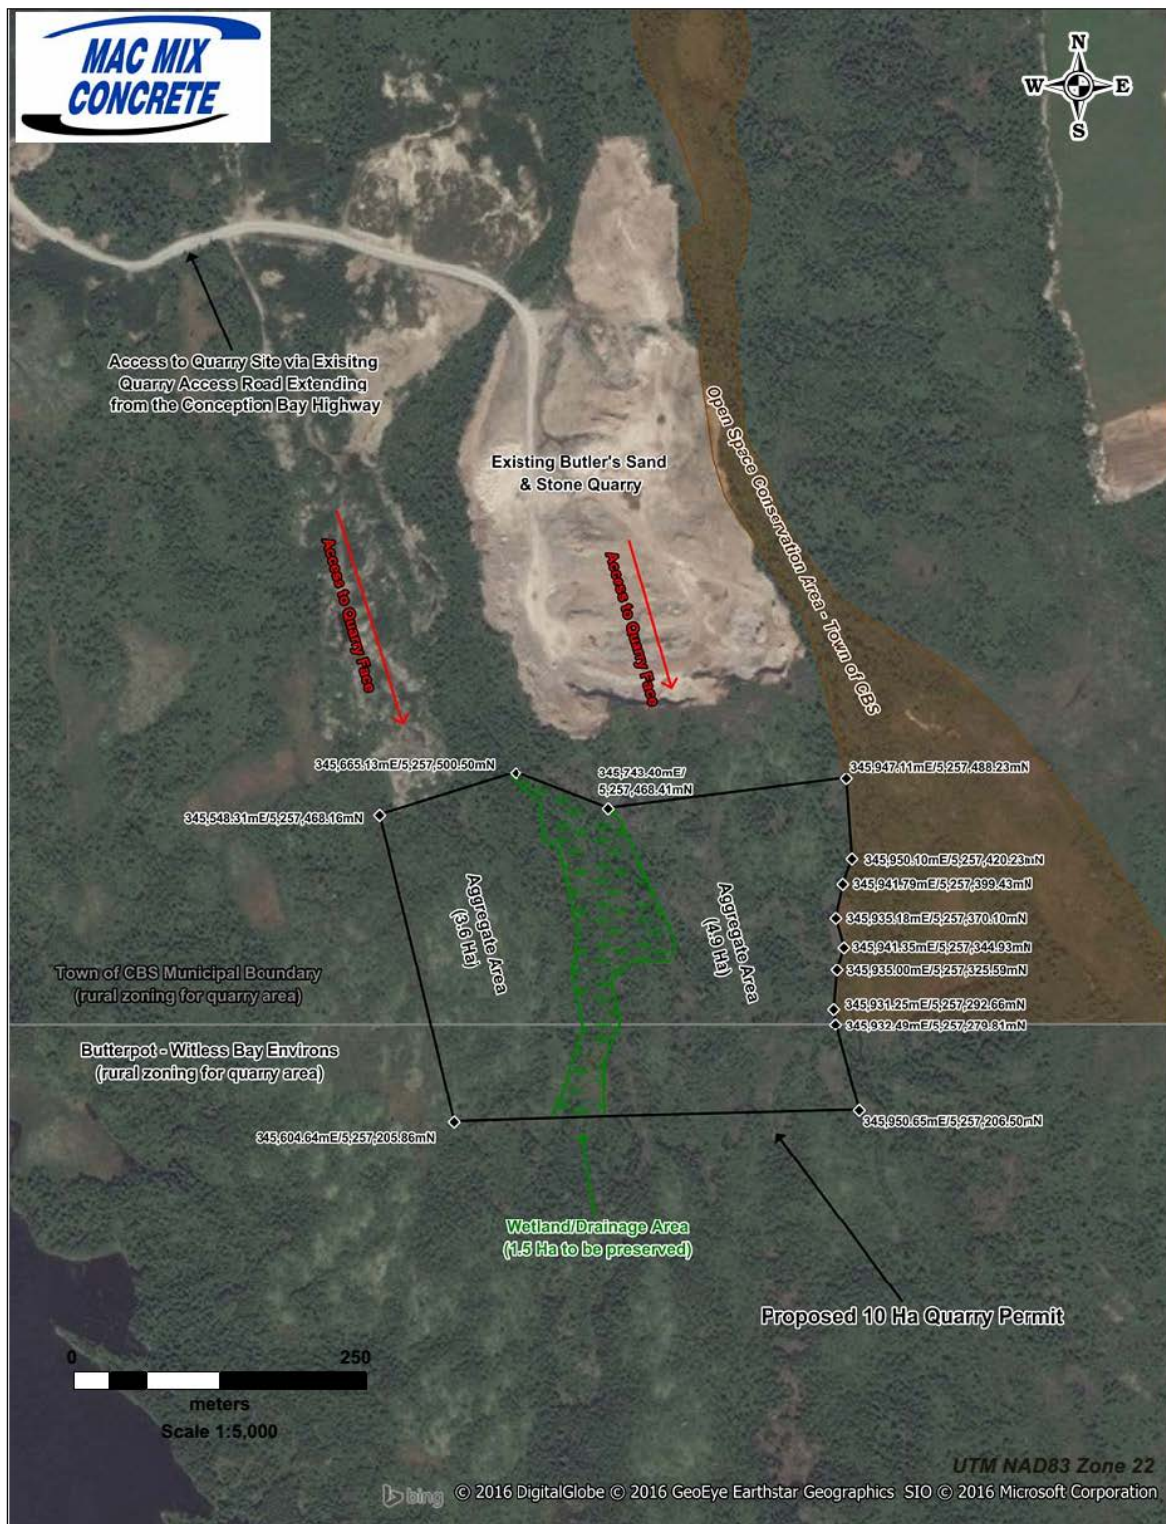 MAC MIX
CONCRETE
N
W E
S
Access to Quarry Site via Exisitng
Quarry Access Road Extending
from the Conception Bay Highway
Existing Butler's Sand
& Stone Quarry
Open Space Conservation Area - Town of CBS
Access to Quarry Face
Access to Quarry Face
345,665.13mE/5,257,500.50mN
345,743.40mE/
5,257,468.41mN
345,947.11mE/5,257,488.23mN
345,548.31mE/5,257,468.16mN
345,950.10mE/5,257,420.23mN
345,941.79mE/5,257,399.43mN
345,935.18mE/5,257,370.10mN
345,941.35mE/5,257,344.93mN
345,935.00mE/5,257,325.59mN
345,931.25mE/5,257,292.66mN
345,932.49mE/5,257,279.81mN
Aggregate Area
(3.6 Ha)
Aggregate Area
(4.9 Ha)
Town of CBS Municipal Boundary
(rural zoning for quarry area)
Butterpot - Witless Bay Environs
(rural zoning for quarry area)
345,604.64mE/5,257,205.86mN
345,950.65mE/5,257,206.50mN
Wetland/Drainage Area
(1.5 Ha to be preserved)
Proposed 10 Ha Quarry Permit
0 250
meters
Scale 1:5,000
UTM NAD83 Zone 22
bing © 2016 DigitalGlobe © 2016 GeoEye Earthstar Geographics SIO © 2016 Microsoft Corporation